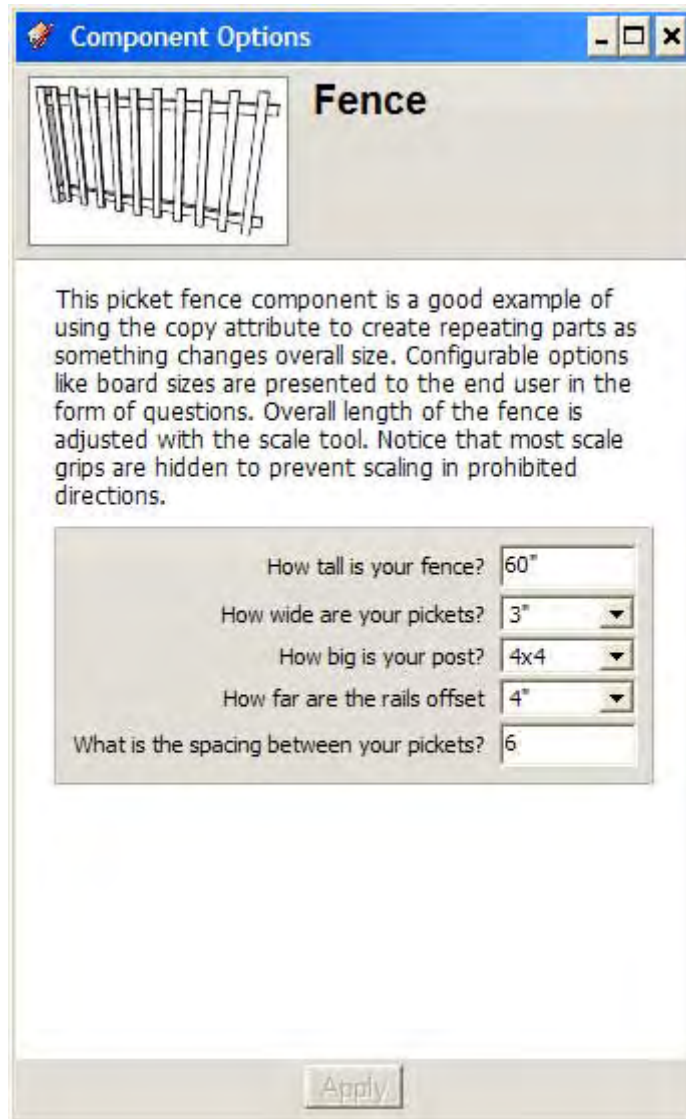 Component Options
Fence
This picket fence component is a good example of
using the copy attribute to create repeating parts as
something changes overall size. Configurable options
like board sizes are presented to the end user in the
form of questions. Overall length of the fence is
adjusted with the scale tool. Notice that most scale
grips are hidden to prevent scaling in prohibited
directions.
How tall is your fence? 60"
How wide are your pickets? 3"
How big is your post? 4x4
How far are the rails offset 4"
What is the spacing between your pickets? 6
Apply